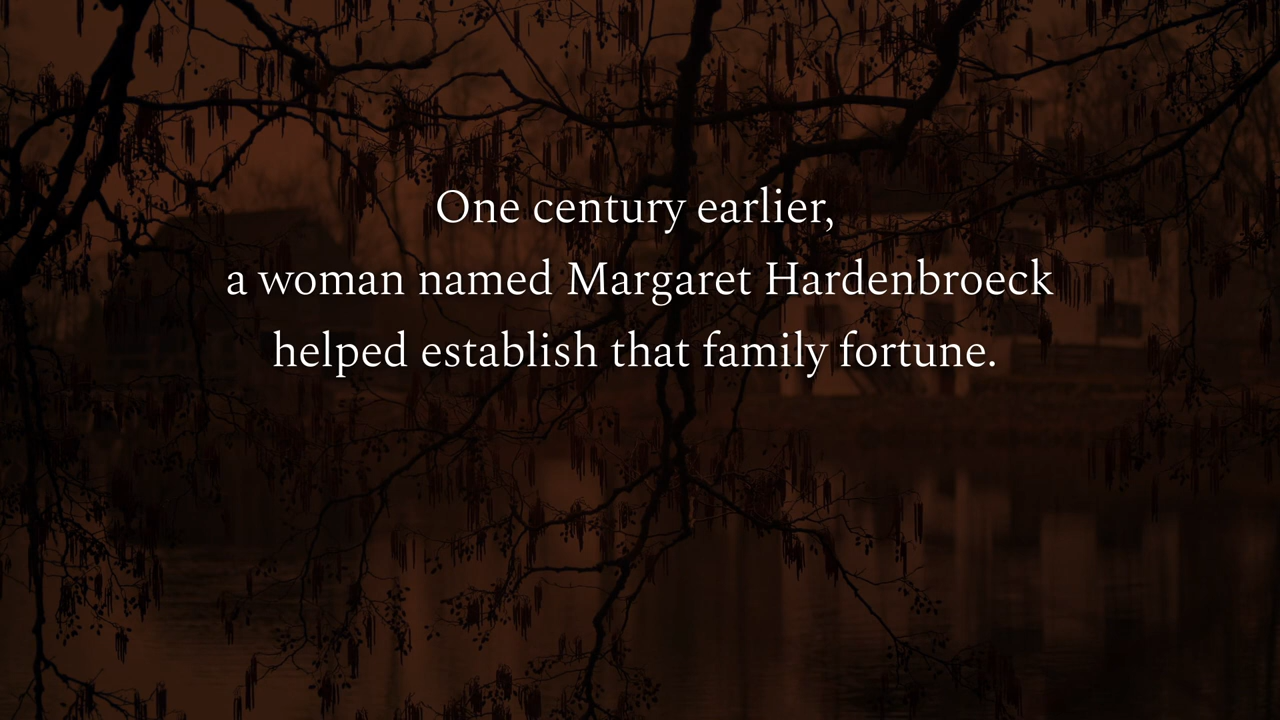 One century earlier,
a woman named Margaret Hardenbroeck
helped establish that family fortune.